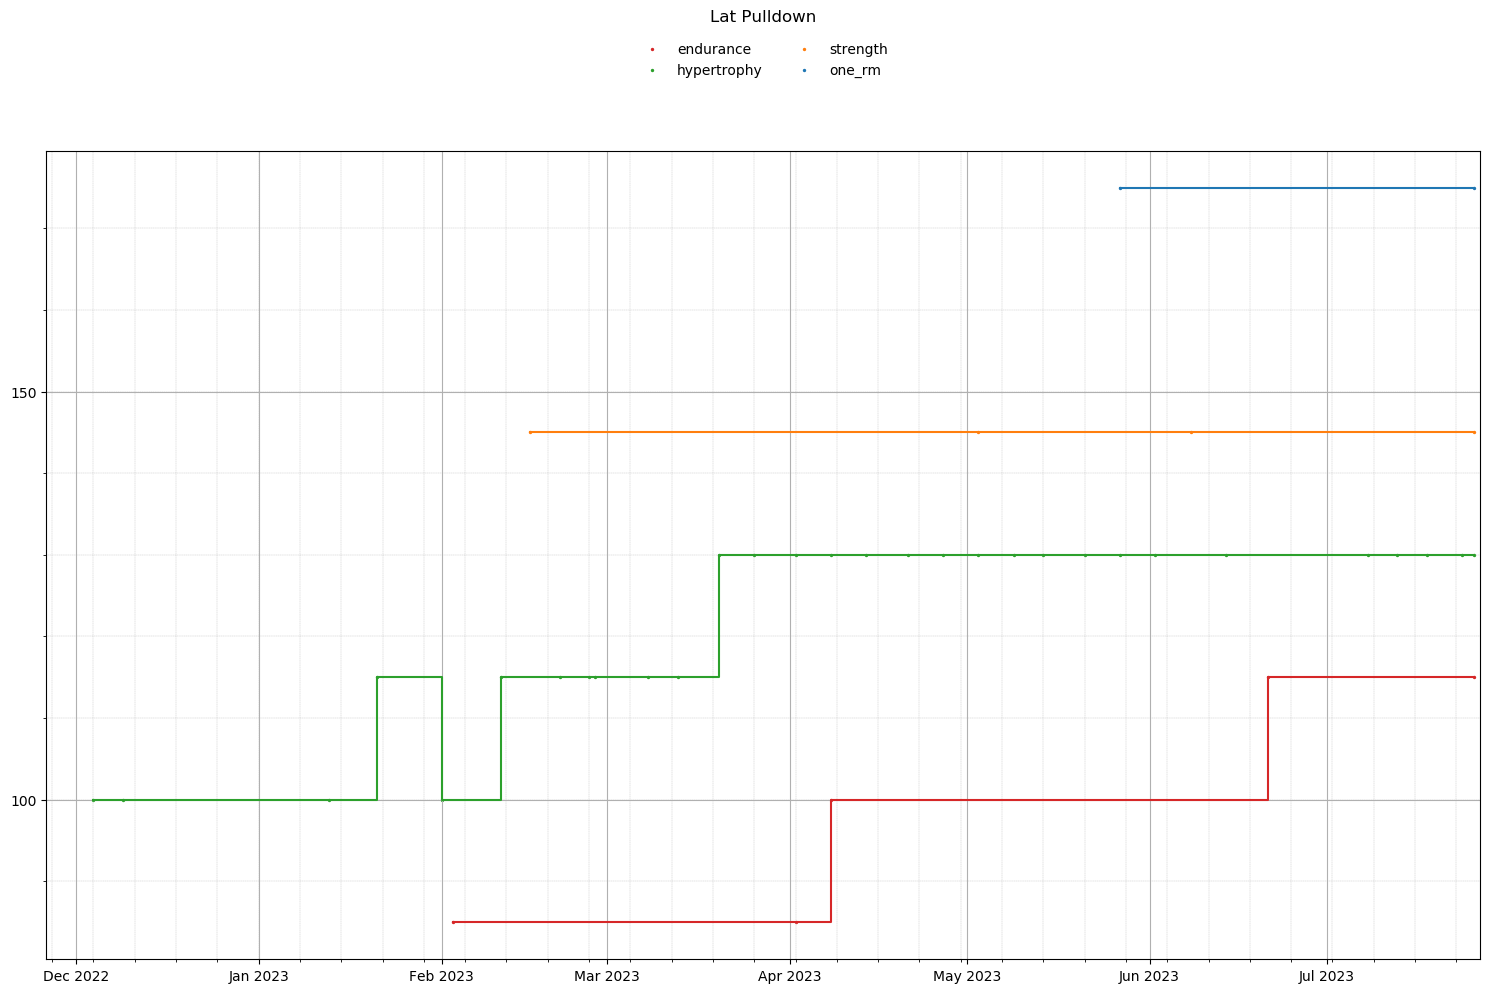 Lat Pulldown
endurance strength
hypertrophy one_rm
150
100
Dec 2022 Jan 2023 Feb 2023 Mar 2023 Apr 2023 May 2023 Jun 2023 Jul 2023